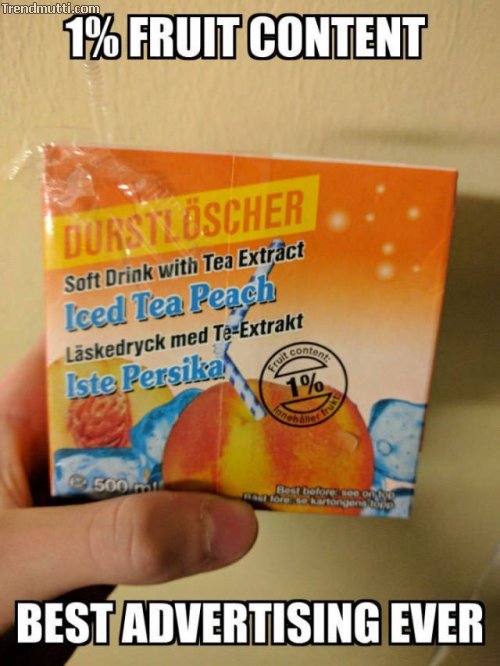 Trendmutti.com
1% FRUIT CONTENT
DURSTLÖSCHER
Soft Drink with Tea Extract
Iced Tea Peach
Läskedryck med Te-Extrakt
Iste Persika
Fruit content:
1%
Innehåller frukt:
500 ml
Best before: see on top
Bäst före: se kartongens topp
BEST ADVERTISING EVER